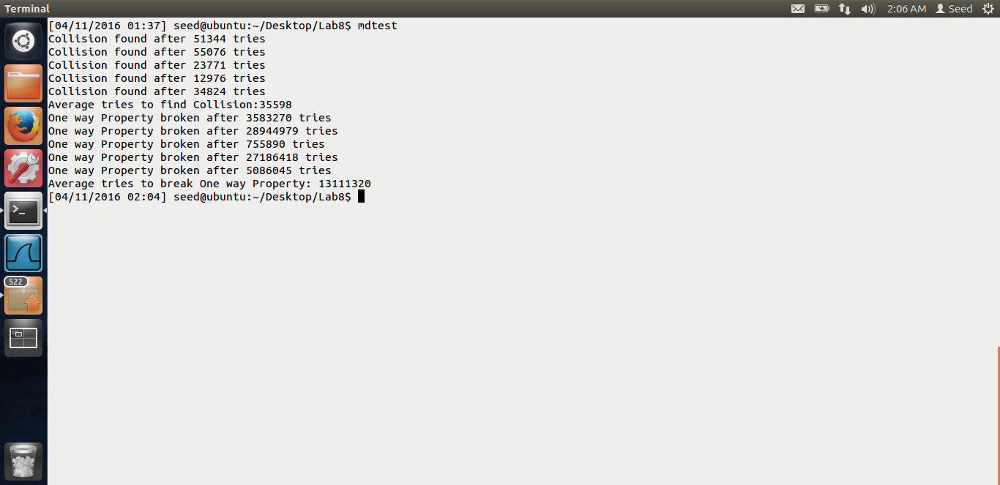 Terminal
2:06 AM Seed
[04/11/2016 01:37] seed@ubuntu:~/Desktop/Lab8$ mdtest
Collision found after 51344 tries
Collision found after 55076 tries
Collision found after 23771 tries
Collision found after 12976 tries
Collision found after 34824 tries
Average tries to find Collision:35598
One way Property broken after 3583270 tries
One way Property broken after 28944979 tries
One way Property broken after 755890 tries
One way Property broken after 27186418 tries
One way Property broken after 5086045 tries
Average tries to break One way Property: 13111320
[04/11/2016 02:04] seed@ubuntu:~/Desktop/Lab8$
>_
522